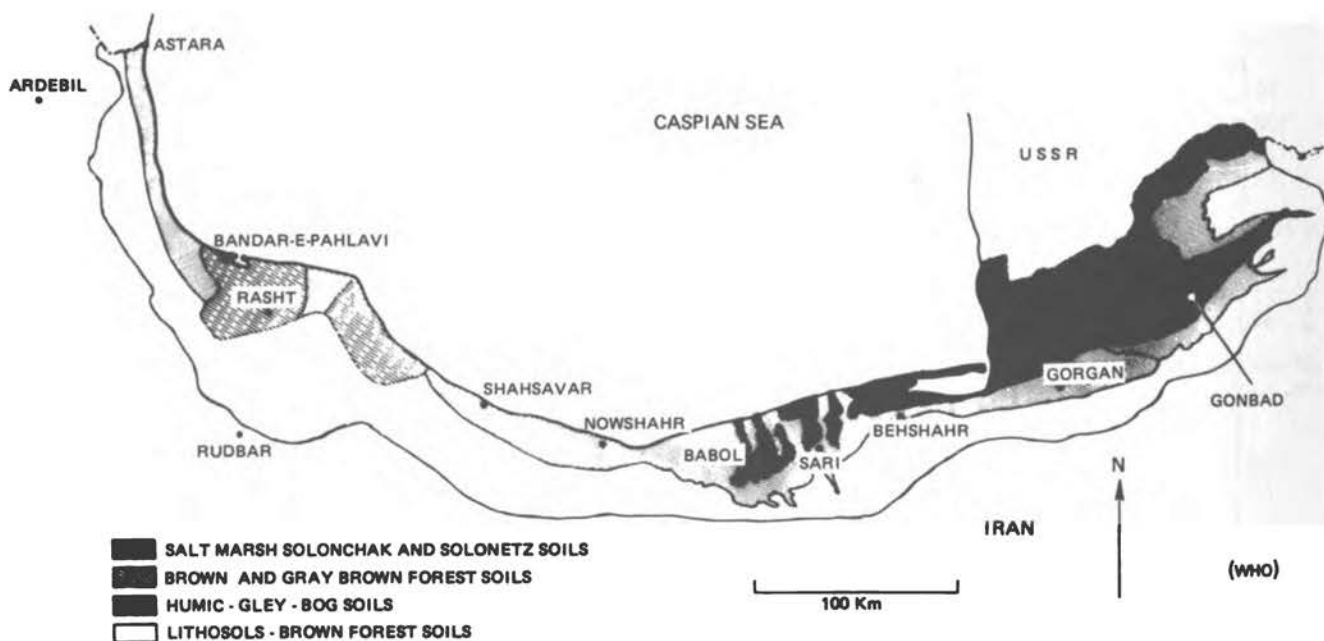 ASTARA
ARDEBIL
CASPIAN SEA
USSR
BANDAR-E-PAHLAVI
RASHT
SHAHSAVAR
GORGAN
GONBAD
NOWSHAHR
RUDBAR
BABOL
SARI
BEHSHAHR
N
IRAN
SALT MARSH SOLONCHAK AND SOLONETZ SOILS
BROWN AND GRAY BROWN FOREST SOILS
HUMIC - GLEY - BOG SOILS
LITHOSOLS - BROWN FOREST SOILS
100 Km
(WHO)